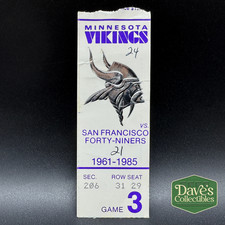 MINNESOTA
VIKINGS
24
VS.
SAN FRANCISCO
FORTY-NINERS
21
1961-1985
SEC. ROW SEAT
206 31 29
GAME 3
Dave's
Collectibles